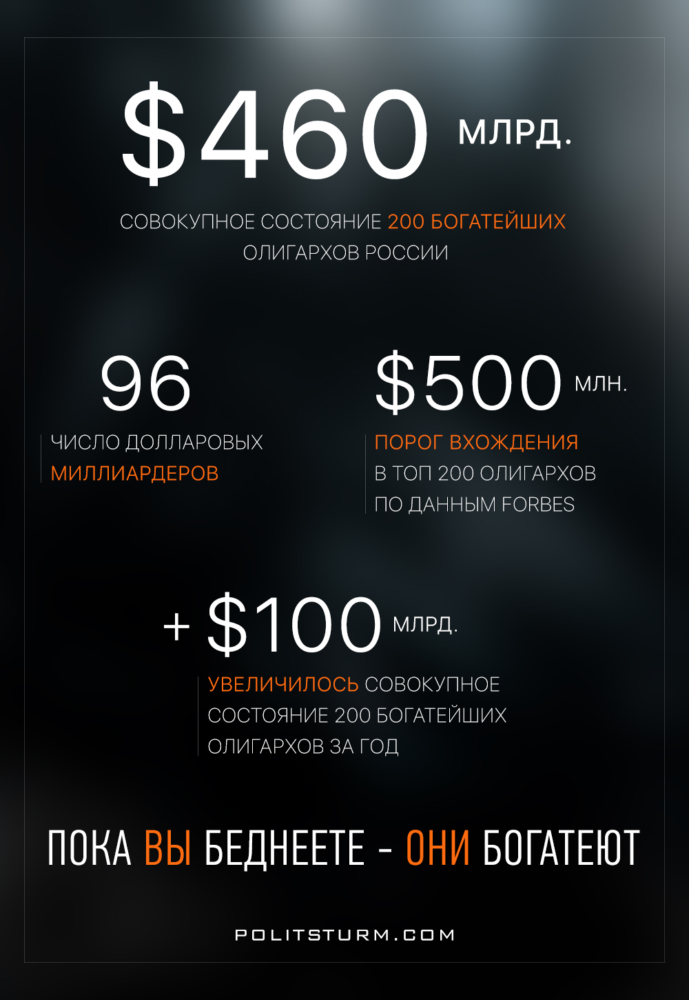 $460 МЛРД.
СОВОКУПНОЕ СОСТОЯНИЕ 200 БОГАТЕЙШИХ
ОЛИГАРХОВ РОССИИ
96
ЧИСЛО ДОЛЛАРОВЫХ
МИЛЛИАРДЕРОВ
$500 МЛН.
ПОРОГ ВХОЖДЕНИЯ
В ТОП 200 ОЛИГАРХОВ
ПО ДАННЫМ FORBES
+ $100 МЛРД.
УВЕЛИЧИЛОСЬ СОВОКУПНОЕ
СОСТОЯНИЕ 200 БОГАТЕЙШИХ
ОЛИГАРХОВ ЗА ГОД
ПОКА ВЫ БЕДНЕЕТЕ - ОНИ БОГАТЕЮТ
POLITSTURM.COM